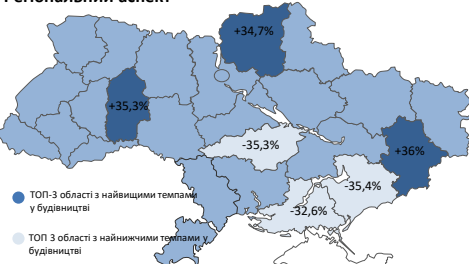 Регіональний аспект
+34,7%
+35,3%
-35,3%
+36%
-35,4%
-32,6%
ТОП-3 області з найвищими темпами
у будівництві
ТОП 3 області з найнижчими темпами у
будівництві